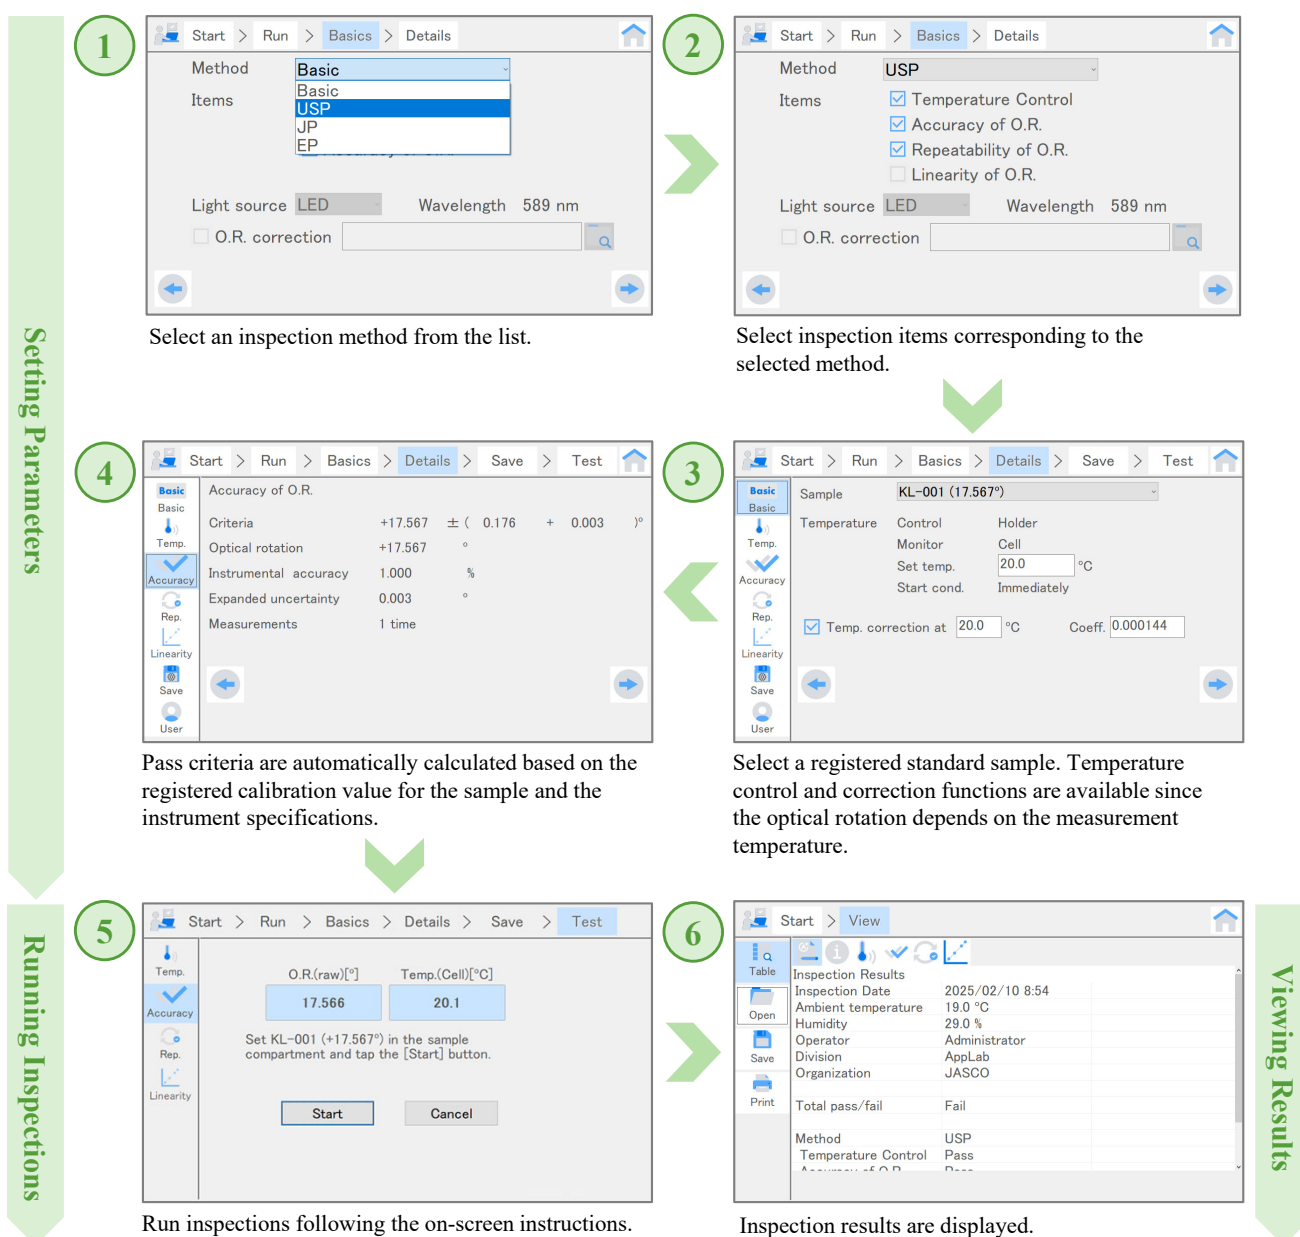 Setting Parameters
1
Start > Run > Basics > Details
Method Basic
Basic
USP
JP
EP
Items
Light source LED Wavelength 589 nm
O.R. correction
Select an inspection method from the list.
2
Start > Run > Basics > Details
Method USP
Items Temperature Control
Accuracy of O.R.
Repeatability of O.R.
Linearity of O.R.
Light source LED Wavelength 589 nm
O.R. correction
Select inspection items corresponding to the
selected method.
3
Start > Run > Basics > Details > Save > Test
Basic
Basic
Temp.
Accuracy
Rep.
Linearity
Save
User
Sample KL-001 (17.567°)
Temperature Control Holder
Monitor Cell
Set temp. 20.0 °C
Start cond. Immediately
Temp. correction at 20.0 °C Coeff. 0.000144
Select a registered standard sample. Temperature
control and correction functions are available since
the optical rotation depends on the measurement
temperature.
4
Start > Run > Basics > Details > Save > Test
Basic
Basic
Temp.
Accuracy
Rep.
Linearity
Save
User
Accuracy of O.R.
Criteria +17.567 ± ( 0.176 + 0.003 )°
Optical rotation +17.567 °
Instrumental accuracy 1.000 %
Expanded uncertainty 0.003 °
Measurements 1 time
Pass criteria are automatically calculated based on the
registered calibration value for the sample and the
instrument specifications.
Running Inspections
5
Start > Run > Basics > Details > Save > Test
Temp.
Accuracy
Rep.
Linearity
O.R.(raw)[°] Temp.(Cell)[°C]
17.566 20.1
Set KL-001 (+17.567°) in the sample
compartment and tap the [Start] button.
Start Cancel
Run inspections following the on-screen instructions.
6
Start > View
Table
Open
Save
Print
Inspection Results
Inspection Date 2025/02/10 8:54
Ambient temperature 19.0 °C
Humidity 29.0 %
Operator Administrator
Division AppLab
Organization JASCO
Total pass/fail Fail
Method USP
Temperature Control Pass
Accuracy of O.R. Pass
Inspection results are displayed.
Viewing Results